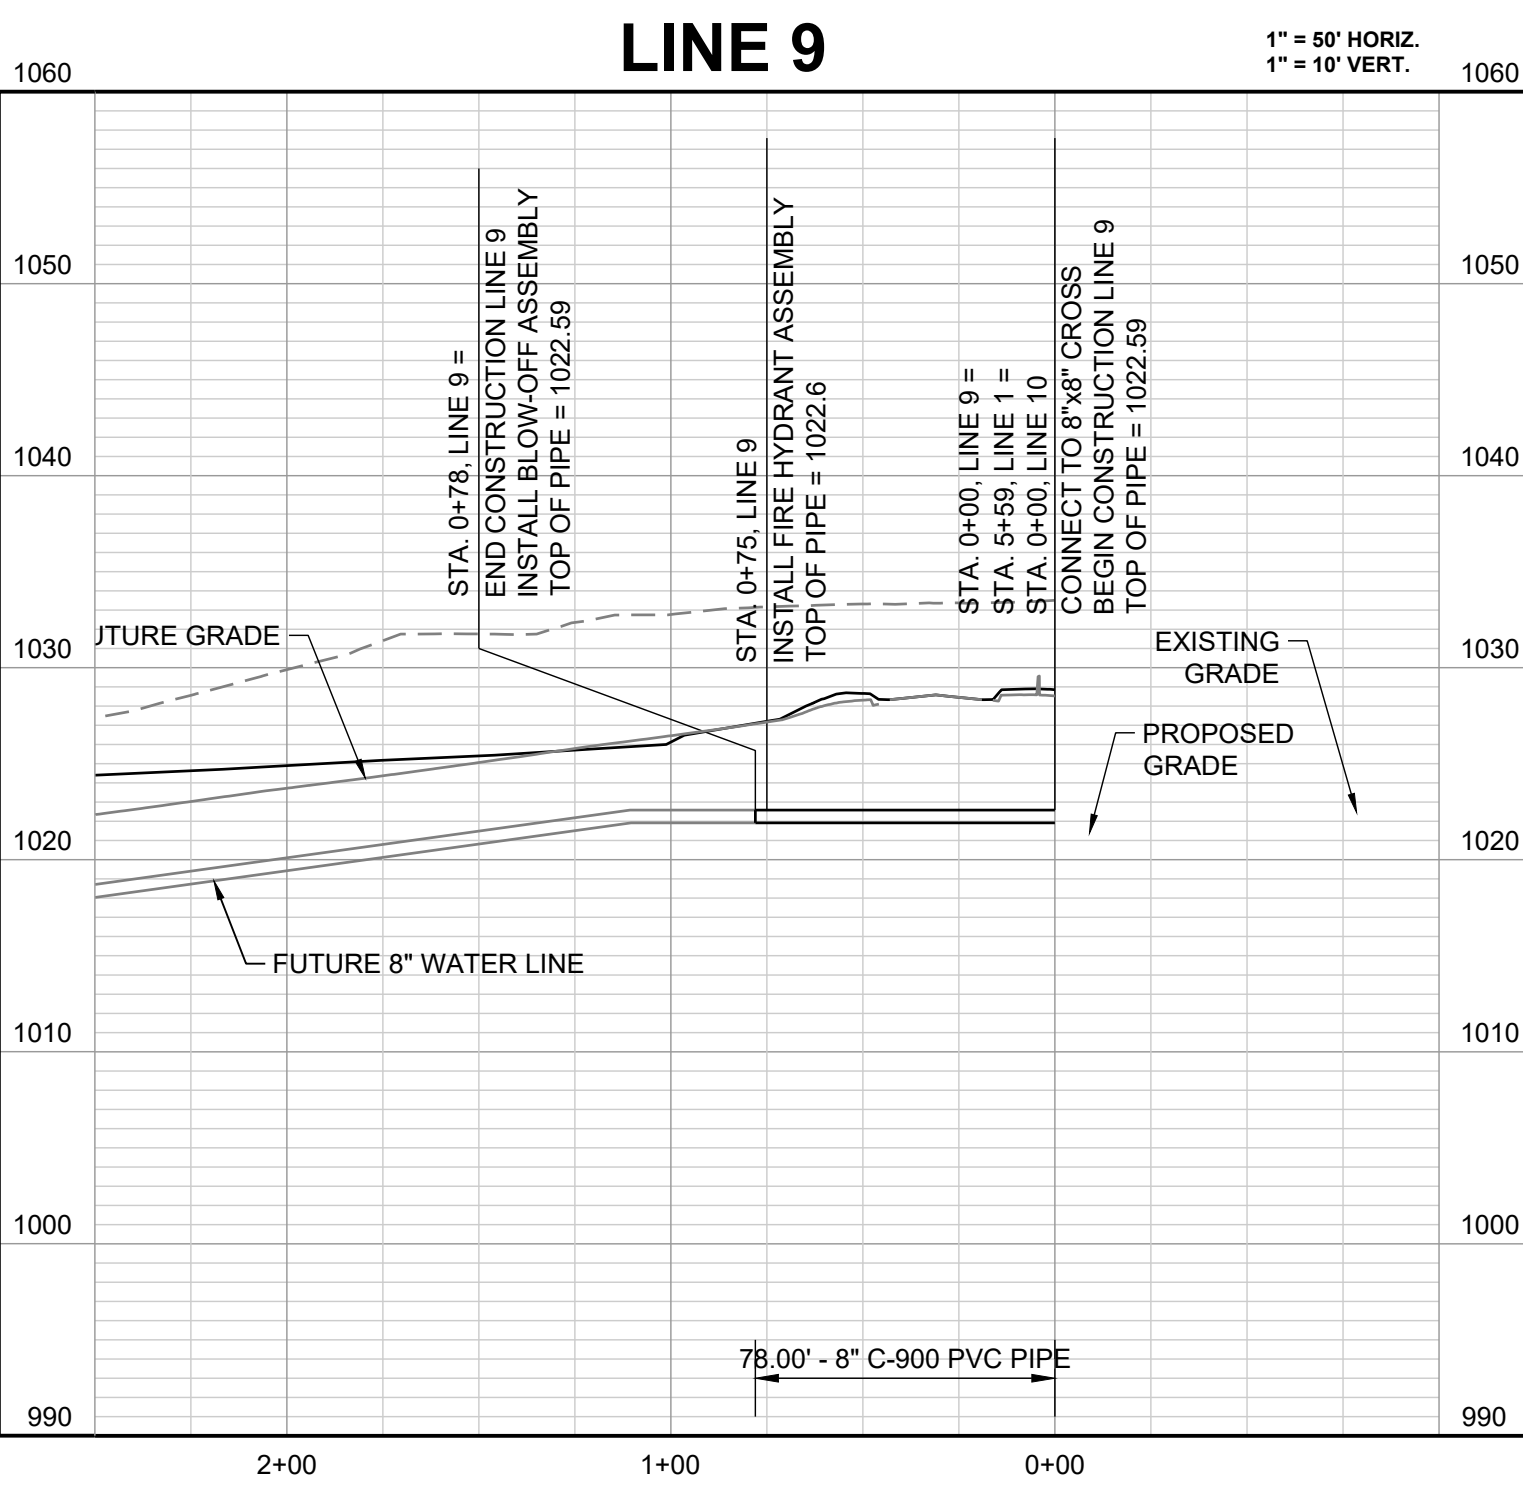 LINE 9
1" = 50' HORIZ.
1" = 10' VERT.
1060
1060
1050
1050
1040
1040
1030
1030
1020
1020
1010
1010
1000
1000
990
990
STA. 0+78, LINE 9 =
END CONSTRUCTION LINE 9
INSTALL BLOW-OFF ASSEMBLY
TOP OF PIPE = 1022.59
STA. 0+75, LINE 9
INSTALL FIRE HYDRANT ASSEMBLY
TOP OF PIPE = 1022.6
STA. 0+00, LINE 9 =
STA. 5+59, LINE 1 =
STA. 0+00, LINE 10
CONNECT TO 8"x8" CROSS
BEGIN CONSTRUCTION LINE 9
TOP OF PIPE = 1022.59
UTURE GRADE
EXISTING
GRADE
PROPOSED
GRADE
FUTURE 8" WATER LINE
78.00' - 8" C-900 PVC PIPE
2+00
1+00
0+00